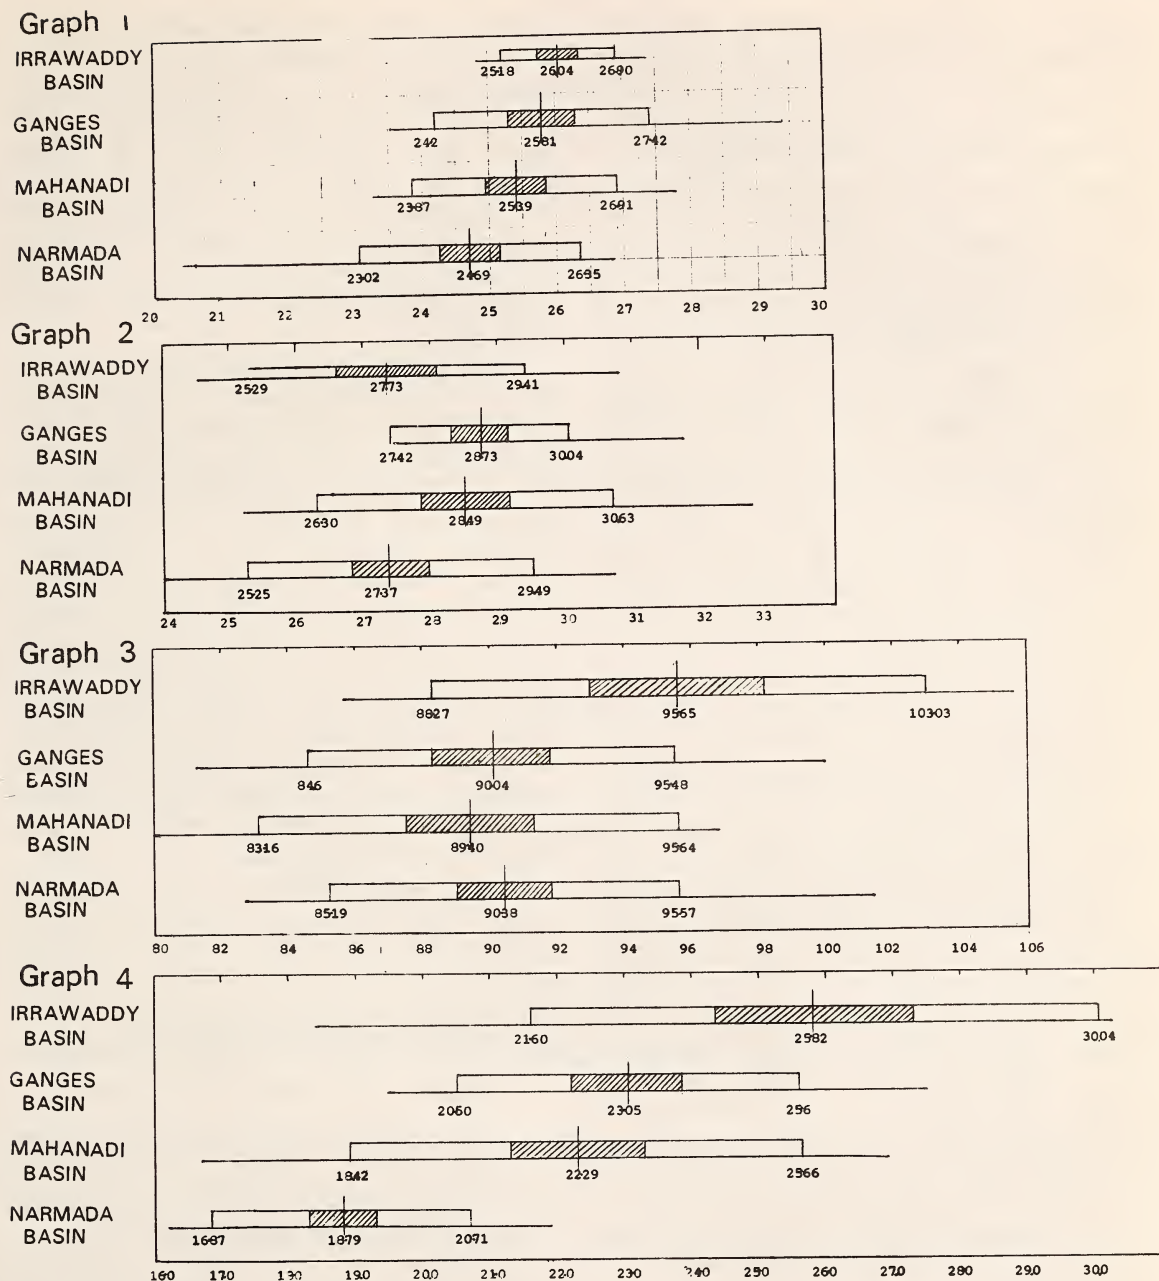 Graph 1
IRRAWADDY
BASIN
2518 2604 2690
GANGES
BASIN
242 2581 2742
MAHANADI
BASIN
2387 2539 2691
NARMADA
BASIN
2302 2469 2635
20 21 22 23 24 25 26 27 28 29 30
Graph 2
IRRAWADDY
BASIN
2529 2773 2941
GANGES
BASIN
2742 2873 3004
MAHANADI
BASIN
2630 2849 3063
NARMADA
BASIN
2525 2737 2949
24 25 26 27 28 29 30 31 32 33
Graph 3
IRRAWADDY
BASIN
8827 9565 10303
GANGES
BASIN
846 9004 9548
MAHANADI
BASIN
8316 8940 9564
NARMADA
BASIN
8519 9038 9557
80 82 84 86 88 90 92 94 96 98 100 102 104 106
Graph 4
IRRAWADDY
BASIN
2160 2982 3004
GANGES
BASIN
2060 2305 296
MAHANADI
BASIN
1842 2229 2566
NARMADA
BASIN
1687 1879 2071
160 170 190 200 210 220 230 240 250 260 270 280 290 300